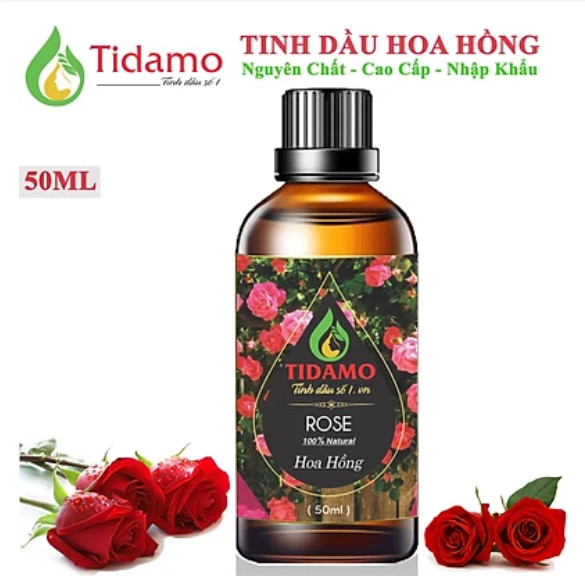 Tidamo
Tinh dầu số 1
TINH DẦU HOA HỒNG
Nguyên Chất - Cao Cấp - Nhập Khẩu
50ML
TIDAMO
Tinh dầu số 1. vn
ROSE
100% Natural
Hoa Hồng
( 50ml )